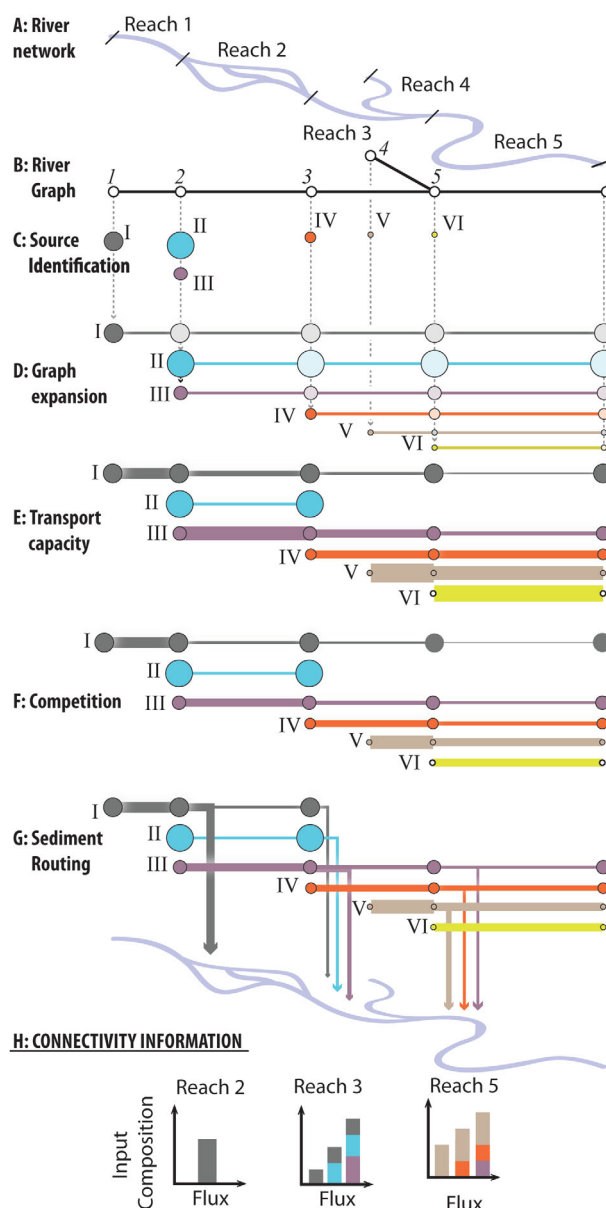 A: River
network
Reach 1
Reach 2
Reach 4
Reach 3
Reach 5
B: River
Graph
1
2
3
4
5
C: Source
Identification
I
II
III
IV
V
VI
D: Graph
expansion
I
II
III
IV
V
VI
E: Transport
capacity
I
II
III
IV
V
VI
F: Competition
I
II
III
IV
V
VI
G: Sediment
Routing
I
II
III
IV
V
VI
H: CONNECTIVITY INFORMATION
Reach 2
Reach 3
Reach 5
Input
Composition
Flux
Flux
Flux